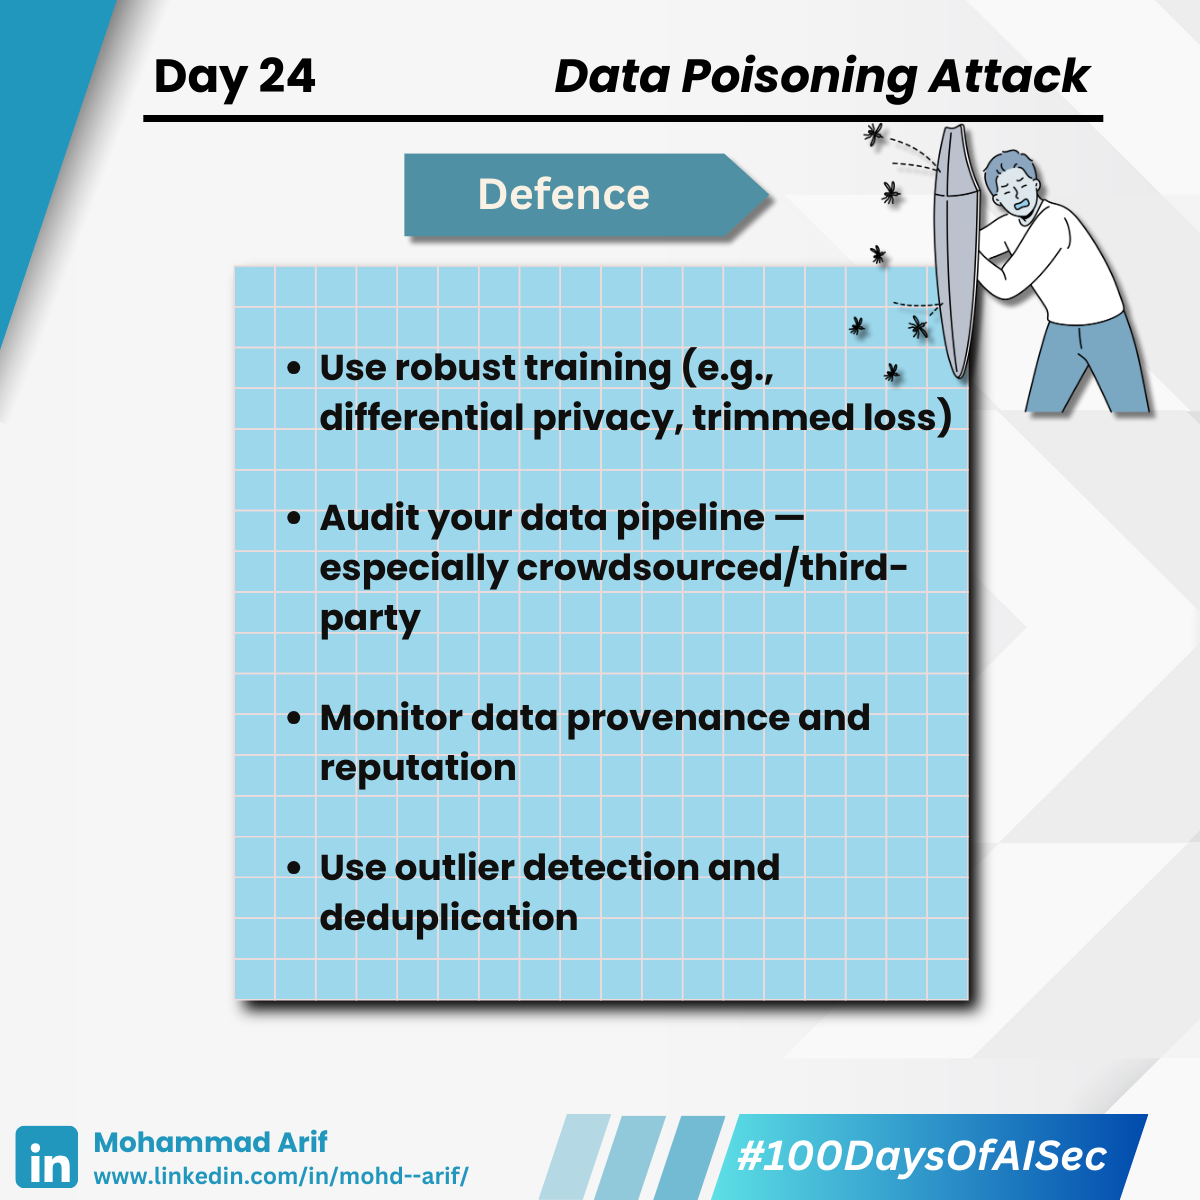 Day 24
Data Poisoning Attack
Defence
• Use robust training (e.g.,
differential privacy, trimmed loss)
• Audit your data pipeline —
especially crowdsourced/third-
party
• Monitor data provenance and
reputation
• Use outlier detection and
deduplication
in
Mohammad Arif
www.linkedin.com/in/mohd--arif/
#100DaysOfAISec